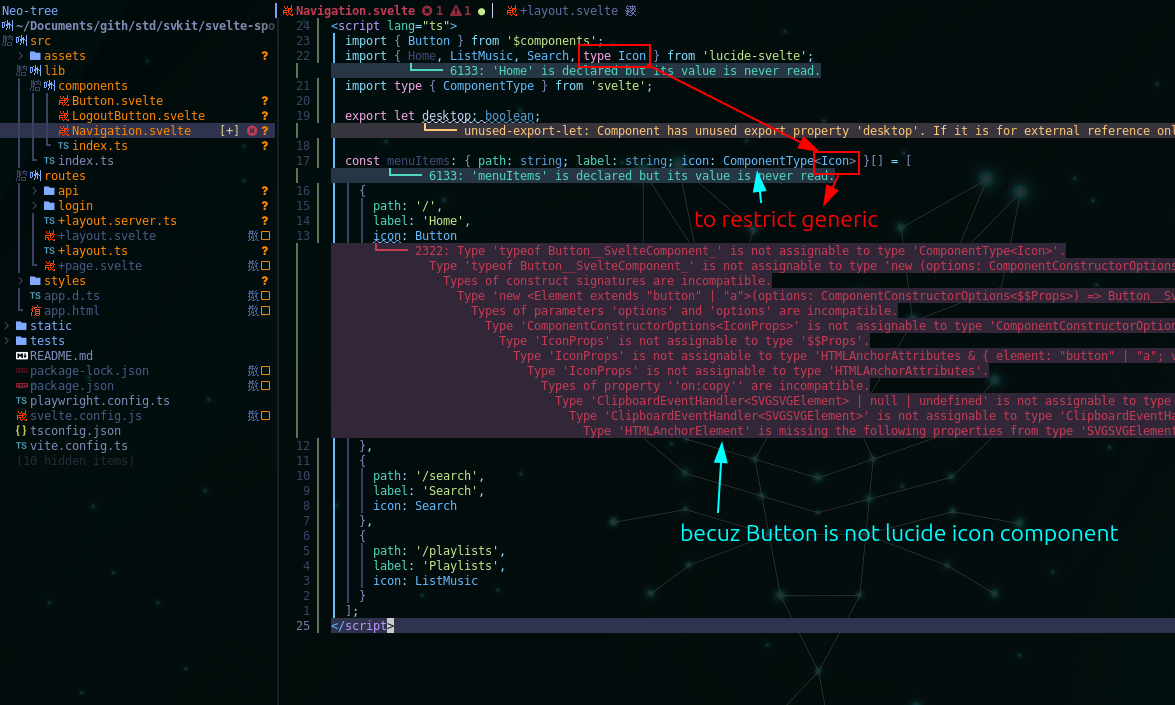 Neo-tree
~/Documents/gith/std/svkit/svelte-spo
src
assets ?
lib
components
Button.svelte ?
LogoutButton.svelte ?
Navigation.svelte [+] ?
index.ts ?
TS index.ts
routes
api ?
login ?
TS +layout.server.ts ?
+layout.svelte
TS +layout.ts ?
+page.svelte
styles ?
TS app.d.ts
app.html
static
tests
README.md
package-lock.json
package.json
TS playwright.config.ts
svelte.config.js
{} tsconfig.json
TS vite.config.ts
(10 hidden items)
Navigation.svelte 1 1 ● +layout.svelte
24 <script lang="ts">
23 import { Button } from '$components';
22 import { Home, ListMusic, Search, type Icon } from 'lucide-svelte';
6133: 'Home' is declared but its value is never read.
21 import type { ComponentType } from 'svelte';
20
19 export let desktop: boolean;
unused-export-let: Component has unused export property 'desktop'. If it is for external reference onl
18
17 const menuItems: { path: string; label: string; icon: ComponentType<Icon> }[] = [
6133: 'menuItems' is declared but its value is never read.
16 {
15 path: '/',
14 label: 'Home',
13 icon: Button
2322: Type 'typeof Button__SvelteComponent_' is not assignable to type 'ComponentType<Icon>'.
Type 'typeof Button__SvelteComponent_' is not assignable to type 'new (options: ComponentConstructorOptions
Types of construct signatures are incompatible.
Type 'new <Element extends "button" | "a">(options: ComponentConstructorOptions<$$Props>) => Button__Sv
Types of parameters 'options' and 'options' are incompatible.
Type 'ComponentConstructorOptions<IconProps>' is not assignable to type 'ComponentConstructorOption
Type 'IconProps' is not assignable to type '$$Props'.
Type 'IconProps' is not assignable to type 'HTMLAnchorAttributes & { element: "button" | "a"; v
Type 'IconProps' is not assignable to type 'HTMLAnchorAttributes'.
Types of property ''on:copy'' are incompatible.
Type 'ClipboardEventHandler<SVGSVGElement> | null | undefined' is not assignable to type
Type 'ClipboardEventHandler<SVGSVGElement>' is not assignable to type 'ClipboardEventHa
Type 'HTMLAnchorElement' is missing the following properties from type 'SVGSVGElement
12 },
11 {
10 path: '/search',
9 label: 'Search',
8 icon: Search
7 },
6 {
5 path: '/playlists',
4 label: 'Playlists',
3 icon: ListMusic
2 }
1 ];
25 </script>
to restrict generic
becuz Button is not lucide icon component